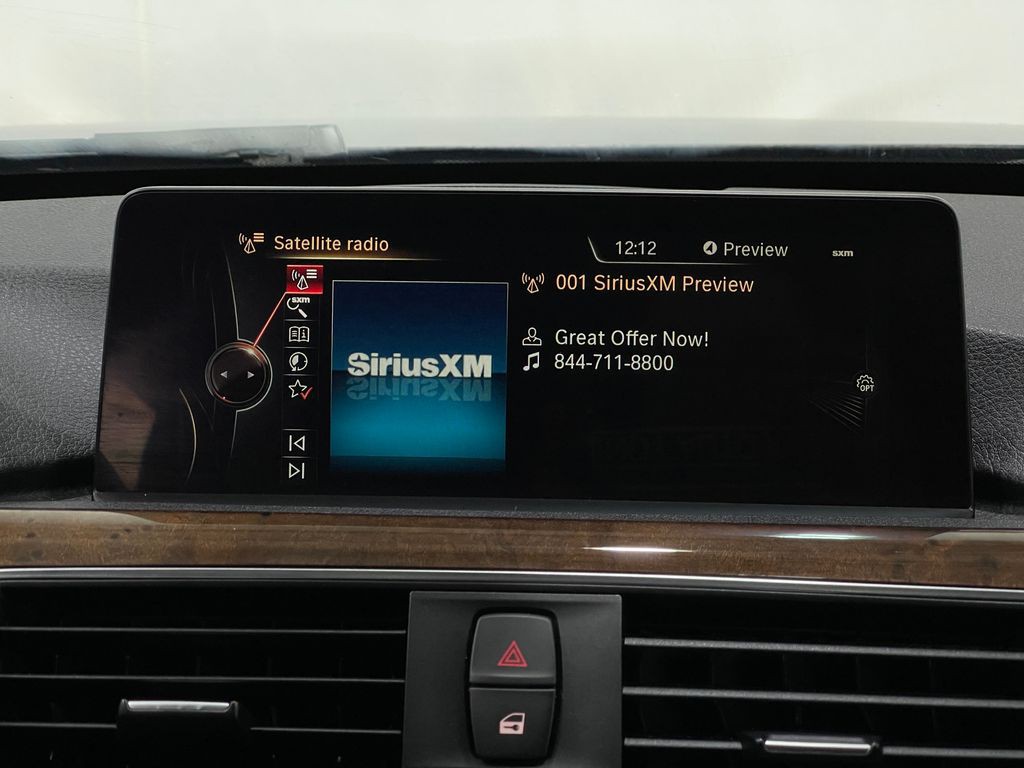 Satellite radio
12:12
Preview
sxm
sxm
001 SiriusXM Preview
SiriusXM
Great Offer Now!
844-711-8800
OPT